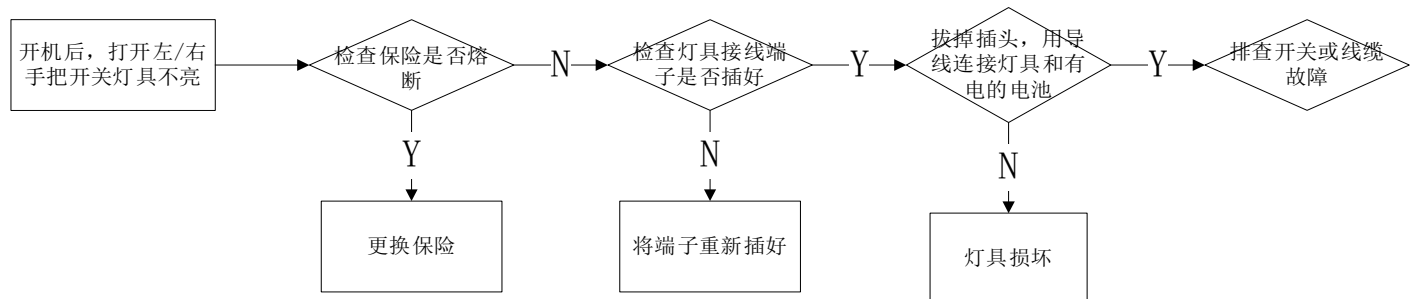 开机后，打开左/右
手把开关灯具不亮
检查保险是否熔
断
N
检查灯具接线端
子是否插好
Y
拔掉插头，用导
线连接灯具和有
电的电池
Y
排查开关或线缆
故障
Y
N
N
更换保险
将端子重新插好
灯具损坏